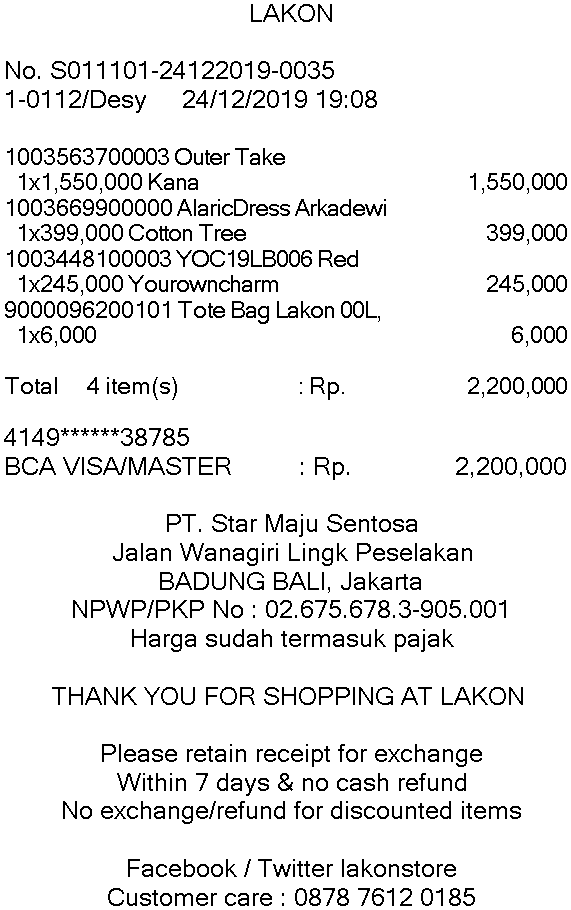 LAKON
No. S011101-24122019-0035
1-0112/Desy 24/12/2019 19:08
1003563700003 Outer Take
1x1,550,000 Kana 1,550,000
1003669900000 AlaricDress Arkadewi
1x399,000 Cotton Tree 399,000
1003448100003 YOC19LB006 Red
1x245,000 Yourowncharm 245,000
9000096200101 Tote Bag Lakon 00L,
1x6,000 6,000
Total 4 item(s) : Rp. 2,200,000
4149******38785
BCA VISA/MASTER : Rp. 2,200,000
PT. Star Maju Sentosa
Jalan Wanagiri Lingk Peselakan
BADUNG BALI, Jakarta
NPWP/PKP No : 02.675.678.3-905.001
Harga sudah termasuk pajak
THANK YOU FOR SHOPPING AT LAKON
Please retain receipt for exchange
Within 7 days & no cash refund
No exchange/refund for discounted items
Facebook / Twitter lakonstore
Customer care : 0878 7612 0185